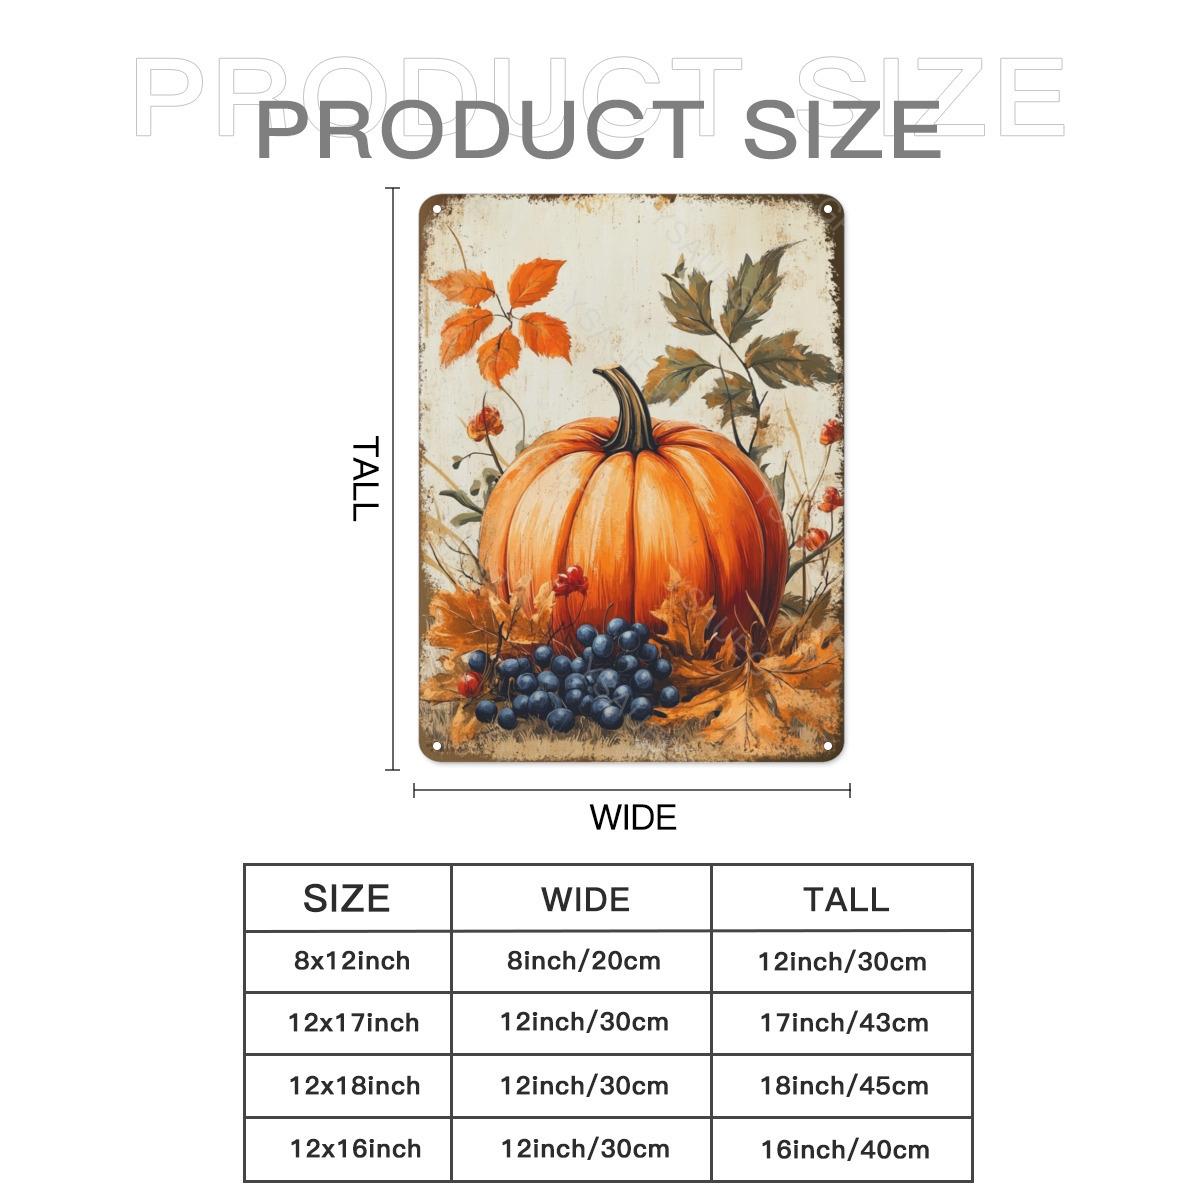 PRODUCT SIZE
PRODUCT SIZE
TALL
WIDE
SIZE WIDE TALL
8x12inch 8inch/20cm 12inch/30cm
12x17inch 12inch/30cm 17inch/43cm
12x18inch 12inch/30cm 18inch/45cm
12x16inch 12inch/30cm 16inch/40cm